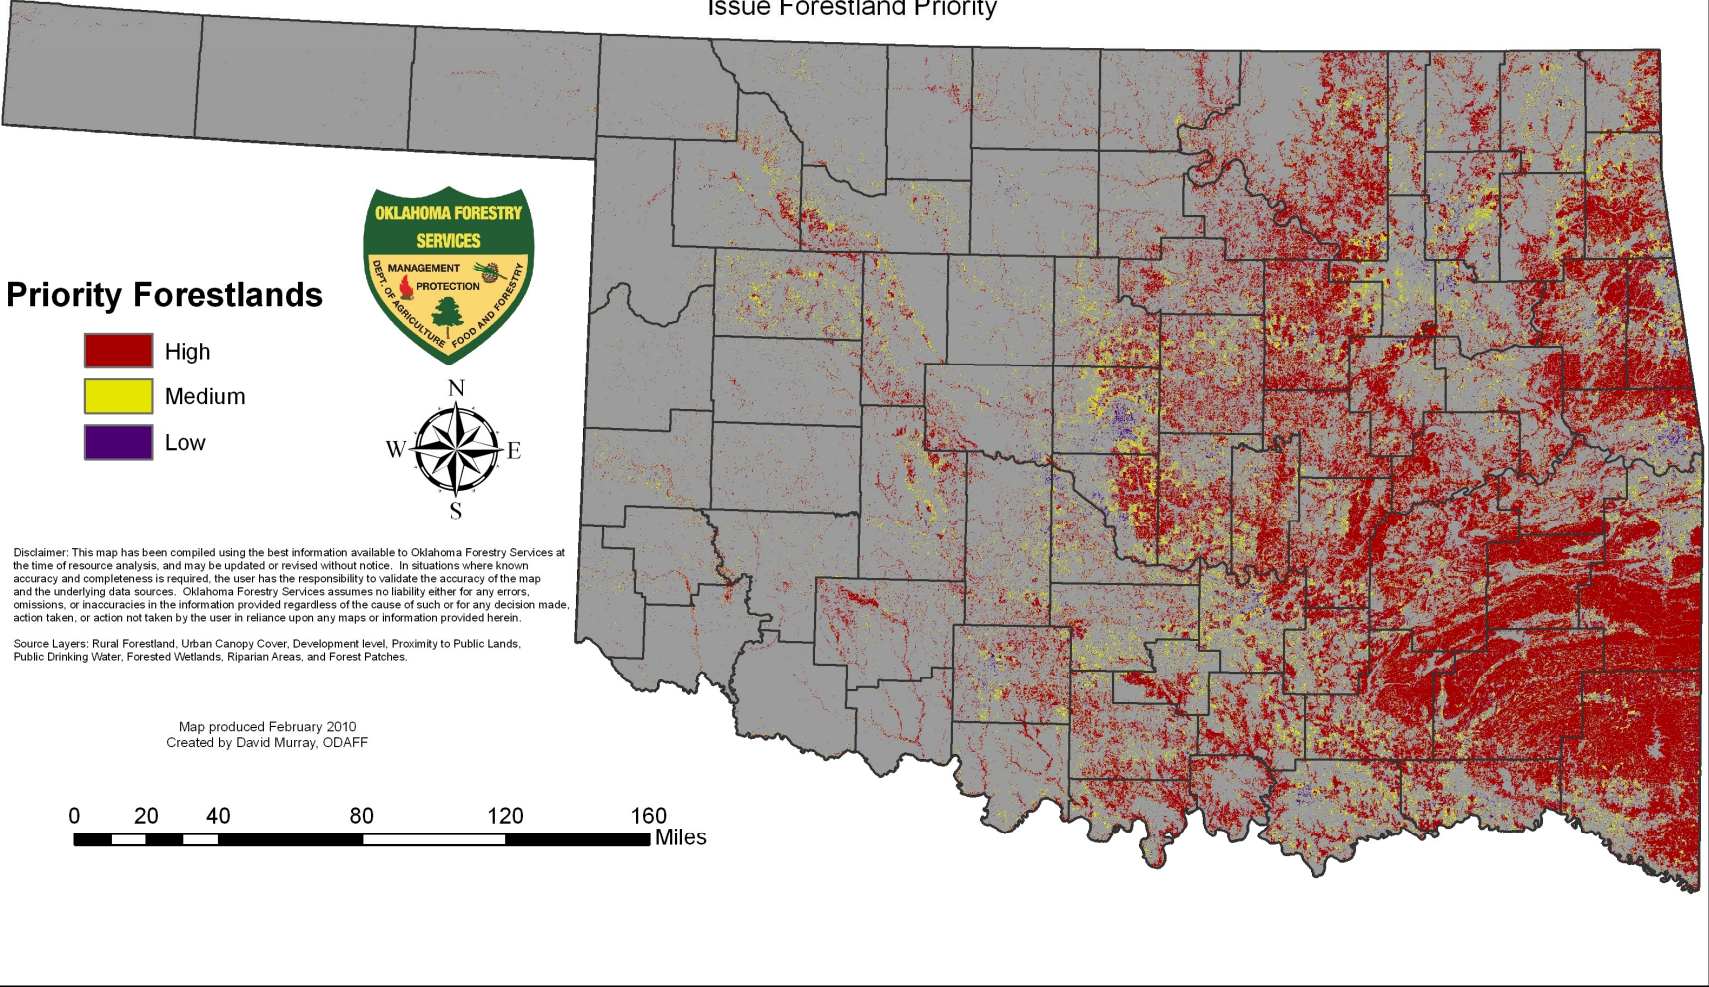 Issue Forestland Priority
OKLAHOMA FORESTRY
SERVICES
MANAGEMENT
PROTECTION
DEPT. OF AGRICULTURE FOOD AND FORESTRY
Priority Forestlands
High
Medium
Low
N
W
E
S
Disclaimer: This map has been compiled using the best information available to Oklahoma Forestry Services at
the time of resource analysis, and may be updated or revised without notice. In situations where known
accuracy and completeness is required, the user has the responsibility to validate the accuracy of the map
and the underlying data sources. Oklahoma Forestry Services assumes no liability either for any errors,
omissions, or inaccuracies in the information provided regardless of the cause of such or for any decision made,
action taken, or action not taken by the user in reliance upon any maps or information provided herein.
Source Layers: Rural Forestland, Urban Canopy Cover, Development level, Proximity to Public Lands,
Public Drinking Water, Forested Wetlands, Riparian Areas, and Forest Patches.
Map produced February 2010
Created by David Murray, ODAFF
0 20 40 80 120 160
Miles